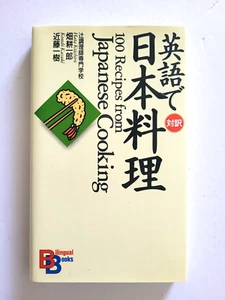 英語で
日本料理
対訳
100 Recipes from
Japanese Cooking
辻調理師専門学校
畑耕一郎
近藤一樹
Bilingual
Books